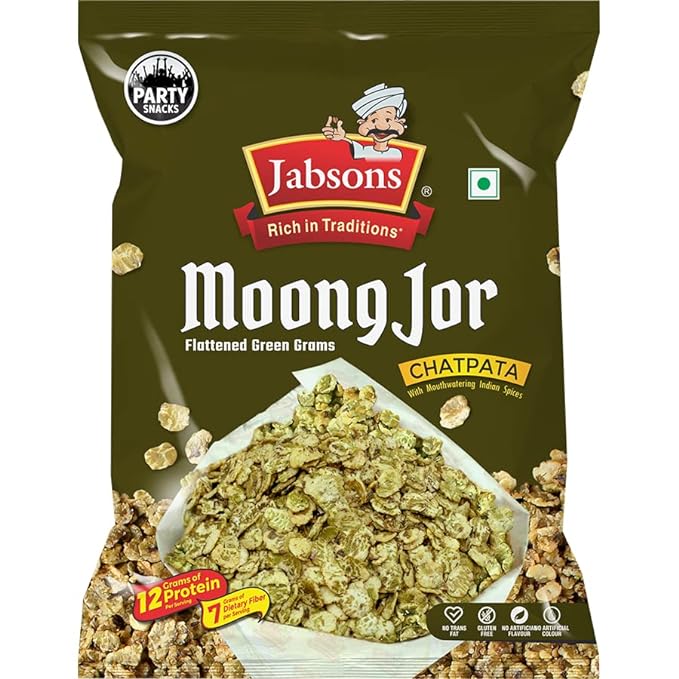 PARTY
SNACKS
Jabsons®
Rich in Traditions®
Moong Jor
Flattened Green Grams
CHATPATA
With Mouthwatering Indian Spices
12 Grams of
Protein
Per Serving
7 Grams of
Dietary Fiber
per Serving
NO TRANS
FAT
GLUTEN
FREE
NO ARTIFICIAL
FLAVOUR
NO ARTIFICIAL
COLOUR